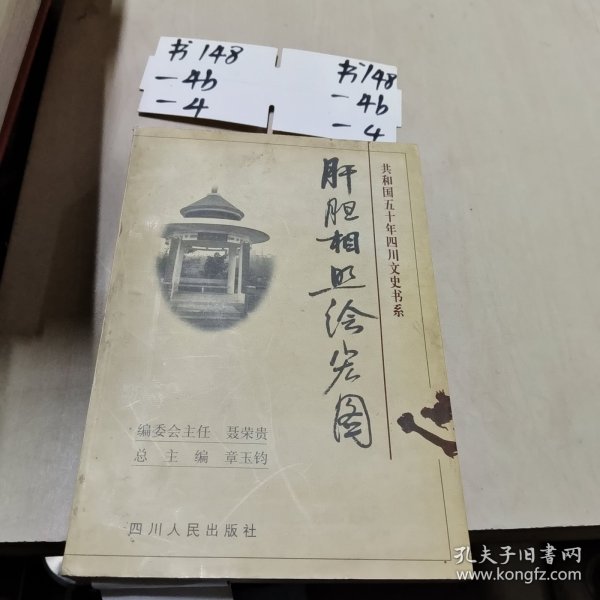 书148
-4b
-4
书148
-4b
-4
共和国五十年四川文史书系
肝胆相照绘宏图
编委会主任 聂荣贵
总主编 章玉钧
四川人民出版社
孔夫子旧书网
www.kongfz.com